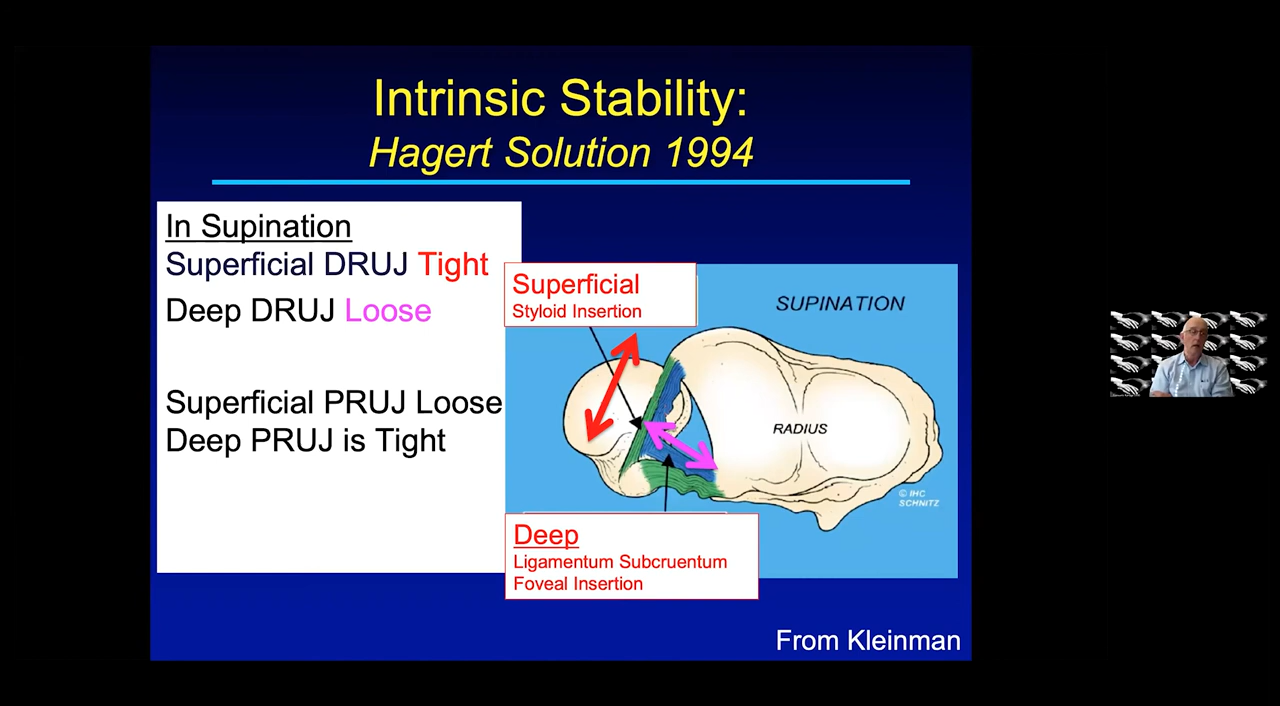 Intrinsic Stability:
Hagert Solution 1994
In Supination
Superficial DRUJ Tight
Deep DRUJ Loose
Superficial PRUJ Loose
Deep PRUJ is Tight
Superficial
Styloid Insertion
SUPINATION
RADIUS
© IHC
SCHNITZ
Deep
Ligamentum Subcruentum
Foveal Insertion
From Kleinman